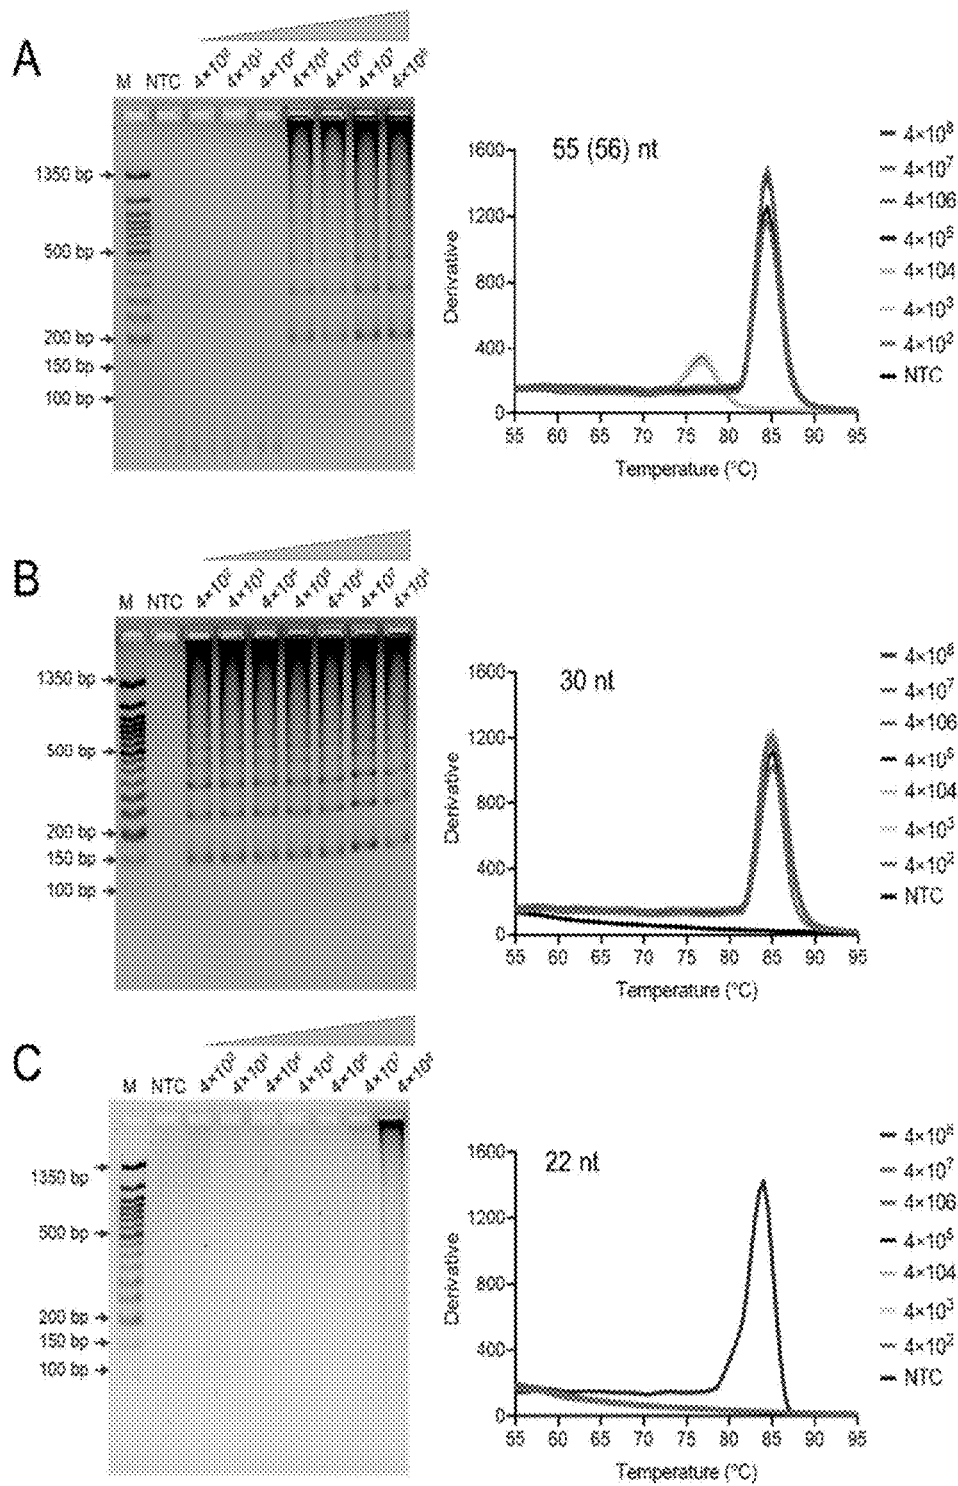 A
M NTC 4×10² 4×10³ 4×10⁴ 4×10⁵ 4×10⁶ 4×10⁷ 4×10⁸
1350 bp
500 bp
200 bp
150 bp
100 bp
55 (56) nt
1600
1200
800
400
0
Derivative
55 60 65 70 75 80 85 90 95
Temperature (°C)
4×10⁸
4×10⁷
4×106
4×10⁵
4×104
4×10³
4×10²
NTC
B
M NTC 4×10² 4×10³ 4×10⁴ 4×10⁵ 4×10⁶ 4×10⁷ 4×10⁸
1350 bp
500 bp
200 bp
150 bp
100 bp
30 nt
1600
1200
800
400
0
Derivative
55 60 65 70 75 80 85 90 95
Temperature (°C)
4×10⁸
4×10⁷
4×106
4×10⁵
4×104
4×10³
4×10²
NTC
C
M NTC 4×10² 4×10³ 4×10⁴ 4×10⁵ 4×10⁶ 4×10⁷ 4×10⁸
1350 bp
500 bp
200 bp
150 bp
100 bp
22 nt
1600
1200
800
400
0
Derivative
55 60 65 70 75 80 85 90 95
Temperature (°C)
4×10⁸
4×10⁷
4×106
4×10⁵
4×104
4×10³
4×10²
NTC